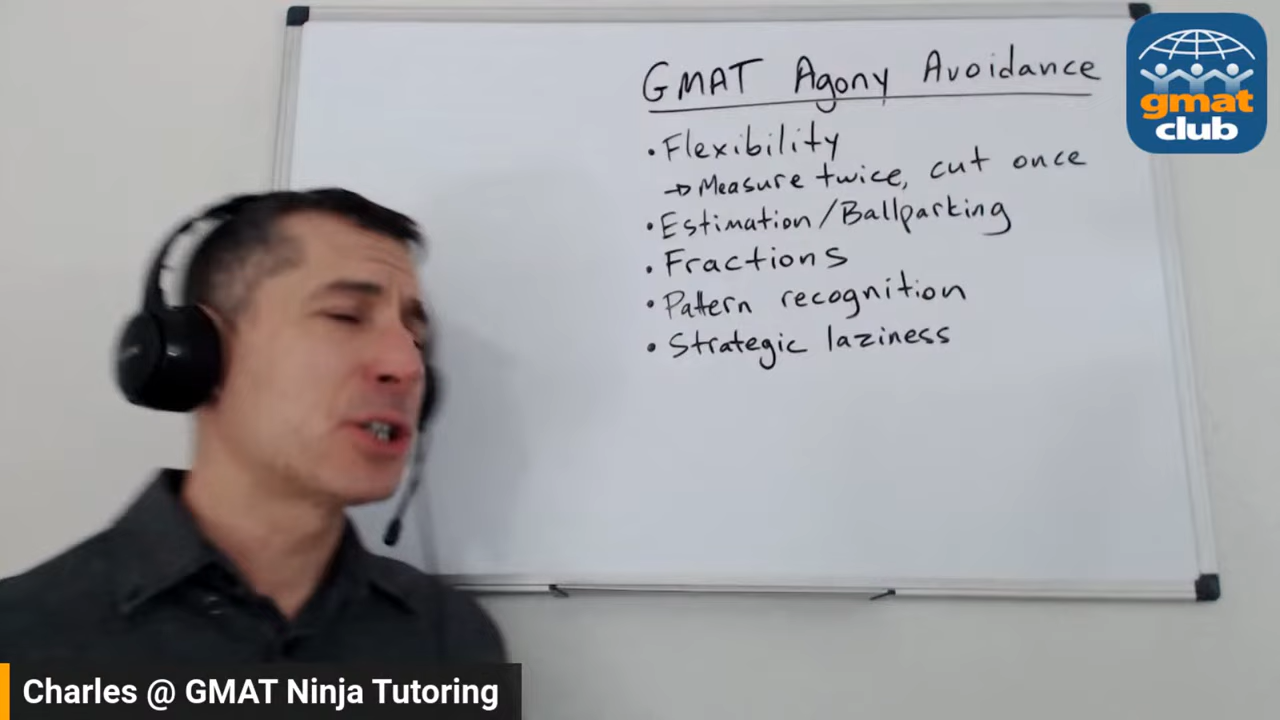 GMAT Agony Avoidance
• Flexibility
→ Measure twice, cut once
• Estimation/Ballparking
• Fractions
• Pattern recognition
• Strategic laziness
gmat
club
Charles @ GMAT Ninja Tutoring